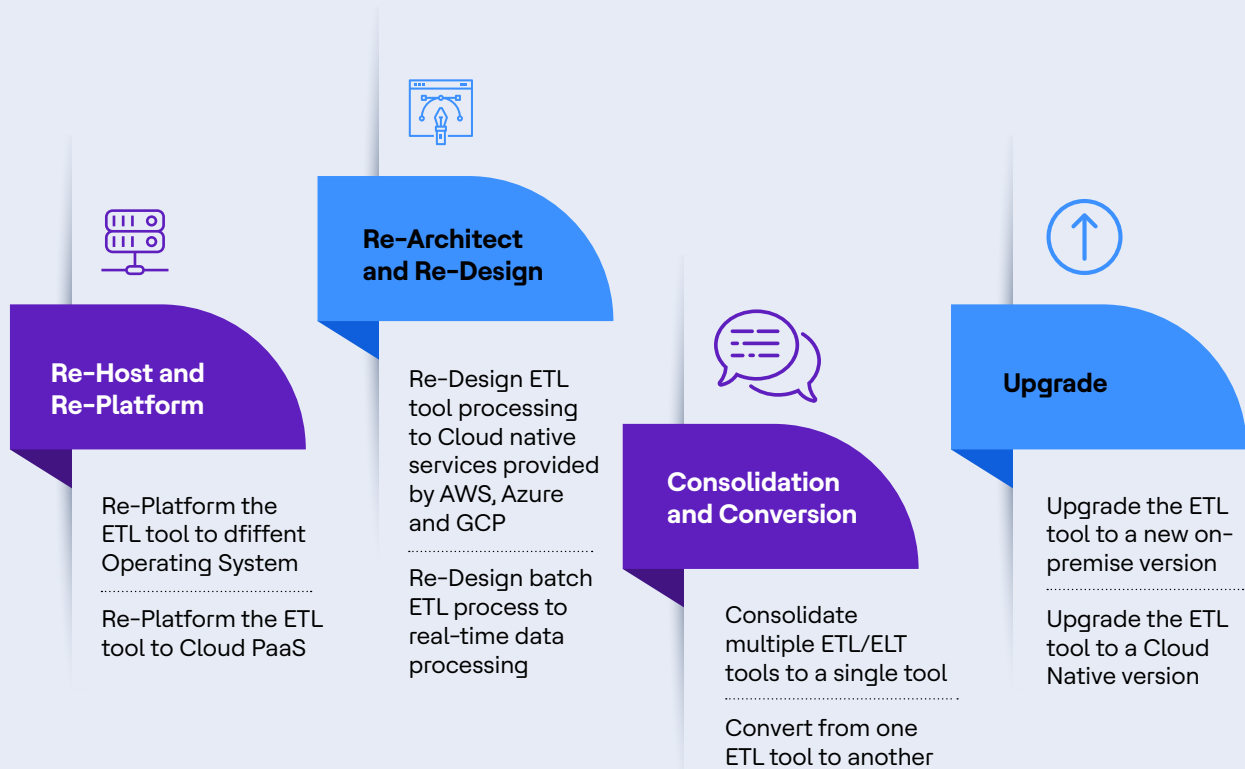 Re-Host and
Re-Platform
Re-Platform the
ETL tool to dfiffent
Operating System
Re-Platform the ETL
tool to Cloud PaaS
Re-Architect
and Re-Design
Re-Design ETL
tool processing
to Cloud native
services provided
by AWS, Azure
and GCP
Re-Design batch
ETL process to
real-time data
processing
Consolidation
and Conversion
Consolidate
multiple ETL/ELT
tools to a single tool
Convert from one
ETL tool to another
Upgrade
Upgrade the ETL
tool to a new on-
premise version
Upgrade the ETL
tool to a Cloud
Native version